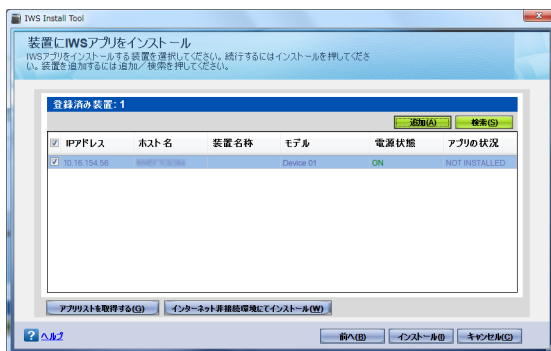 IWS Install Tool
装置にIWSアプリをインストール
IWSアプリをインストールする装置を選択してください。続行するにはインストールを押してくださ
い。装置を追加するには追加／検索を押してください。
登録済み装置: 1
追加(A) 検索(S)
IPアドレス ホスト名 装置名称 モデル 電源状態 アプリの状況
10.16.154.56 Device 01 ON NOT INSTALLED
アプリリストを取得する(G) インターネット非接続環境にてインストール(W)
ヘルプ 前へ(B) インストール(I) キャンセル(C)